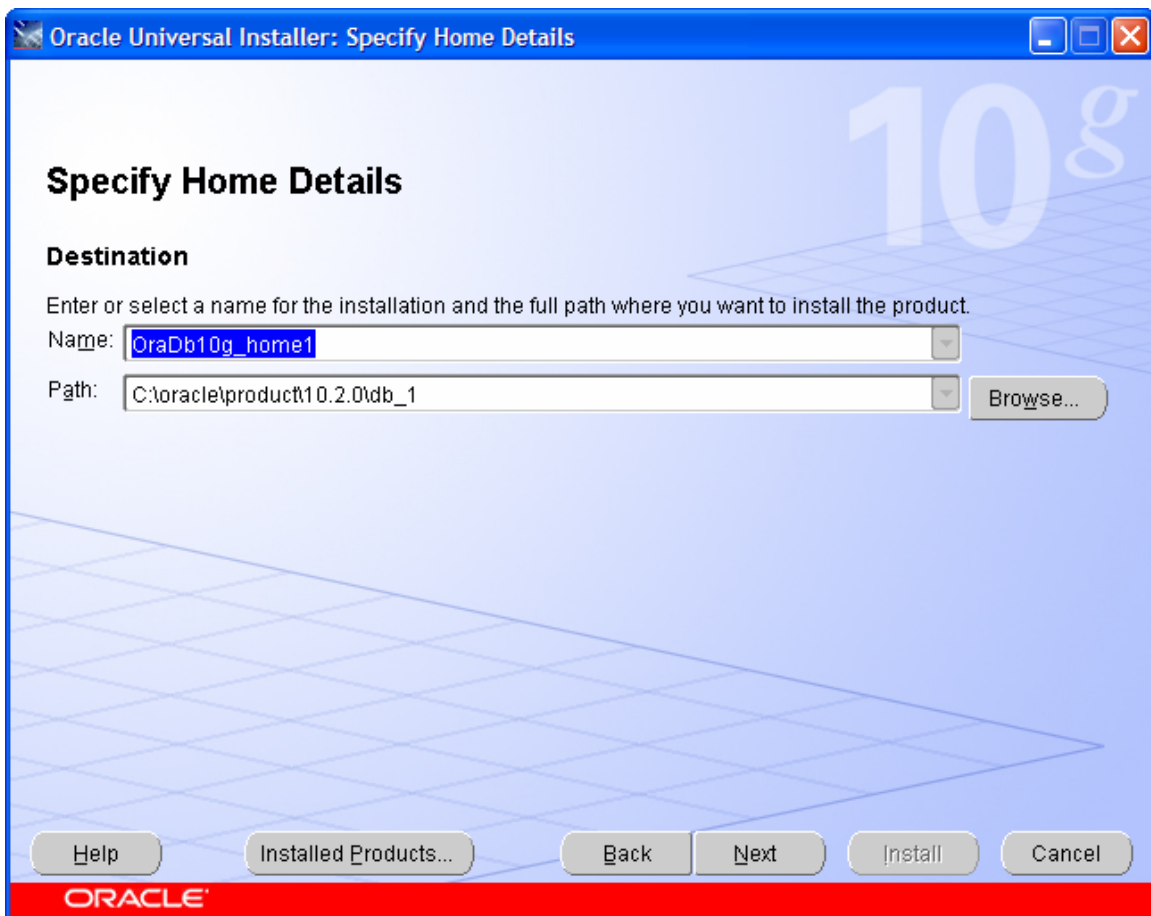 Oracle Universal Installer: Specify Home Details
10g
Specify Home Details
Destination
Enter or select a name for the installation and the full path where you want to install the product.
Name: OraDb10g_home1
Path: C:\oracle\product\10.2.0\db_1 Browse...
Help Installed Products... Back Next Install Cancel
ORACLE